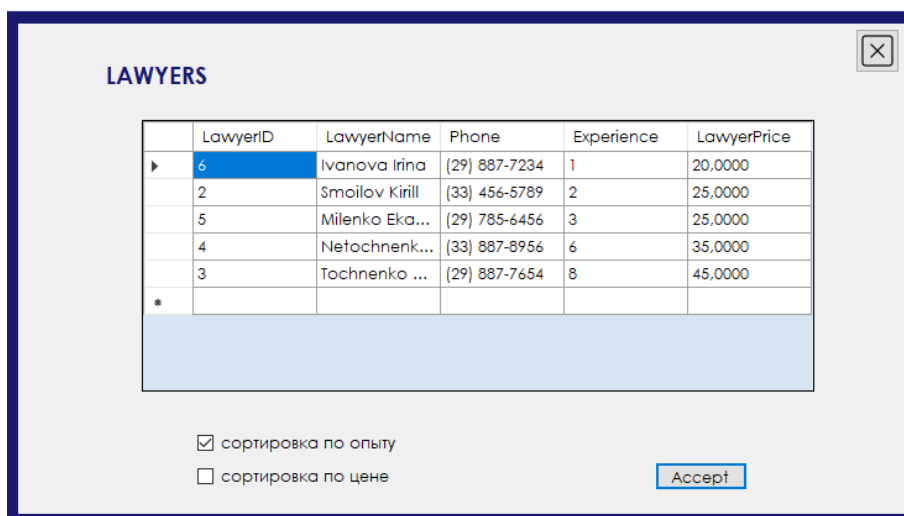 LAWYERS
LawyerID LawyerName Phone Experience LawyerPrice
6 Ivanova Irina (29) 887-7234 1 20,0000
2 Smoilov Kirill (33) 456-5789 2 25,0000
5 Milenko Eka... (29) 785-6456 3 25,0000
4 Netochnenk... (33) 887-8956 6 35,0000
3 Tochnenko ... (29) 887-7654 8 45,0000
сортировка по опыту
сортировка по цене
Accept